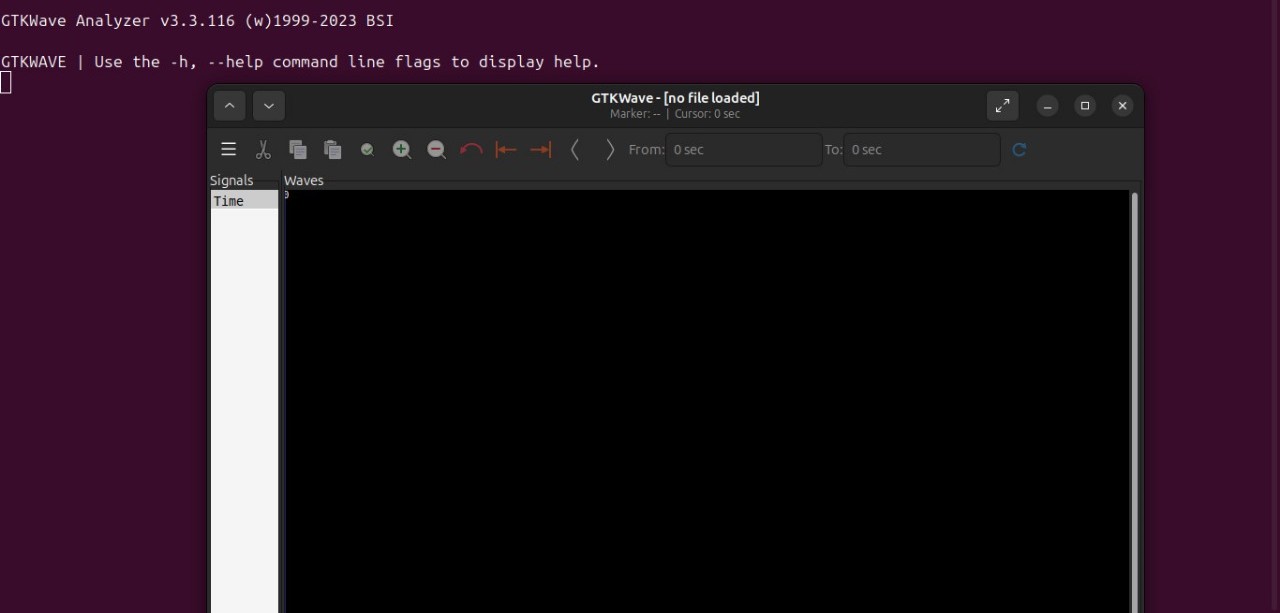 GTKWave Analyzer v3.3.116 (w)1999-2023 BSI
GTKWAVE | Use the -h, --help command line flags to display help.
GTKWave - [no file loaded]
Marker: -- | Cursor: 0 sec
From: 0 sec To: 0 sec
Signals Waves
Time 0